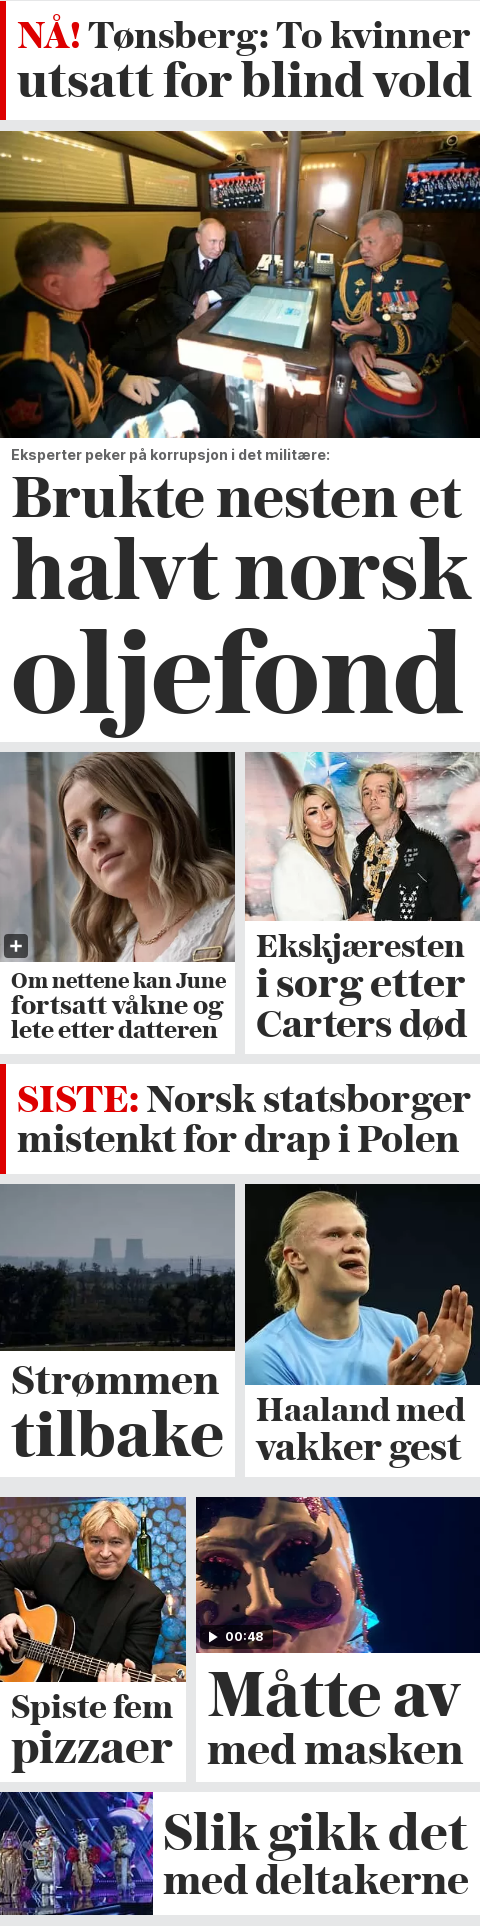 NÅ! Tønsberg: To kvinner
utsatt for blind vold
Eksperter peker på korrupsjon i det militære:
Brukte nesten et
halvt norsk
oljefond
Om nettene kan June
fortsatt våkne og
lete etter datteren
Ekskjæresten
i sorg etter
Carters død
SISTE: Norsk statsborger
mistenkt for drap i Polen
Strømmen
tilbake
Haaland med
vakker gest
Spiste fem
pizzaer
00:48
Måtte av
med masken
Slik gikk det
med deltakerne